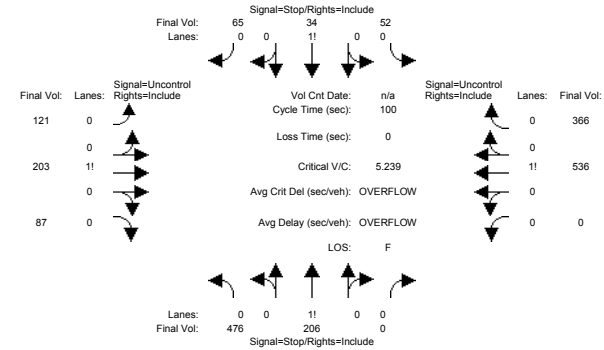 Signal=Stop/Rights=Include
Final Vol: 65 34 52
Lanes: 0 0 1! 0 0
Signal=Uncontrol
Final Vol: Lanes: Rights=Include
Vol Cnt Date: n/a
Cycle Time (sec): 100
Signal=Uncontrol
Rights=Include Lanes: Final Vol:
121 0
0 366
Loss Time (sec): 0
0
0
203 1!
Critical V/C: 5.239
1! 536
0
Avg Crit Del (sec/veh): OVERFLOW
0
87 0
Avg Delay (sec/veh): OVERFLOW
0 0
LOS: F
Lanes: 0 0 1! 0 0
Final Vol: 476 206 0
Signal=Stop/Rights=Include